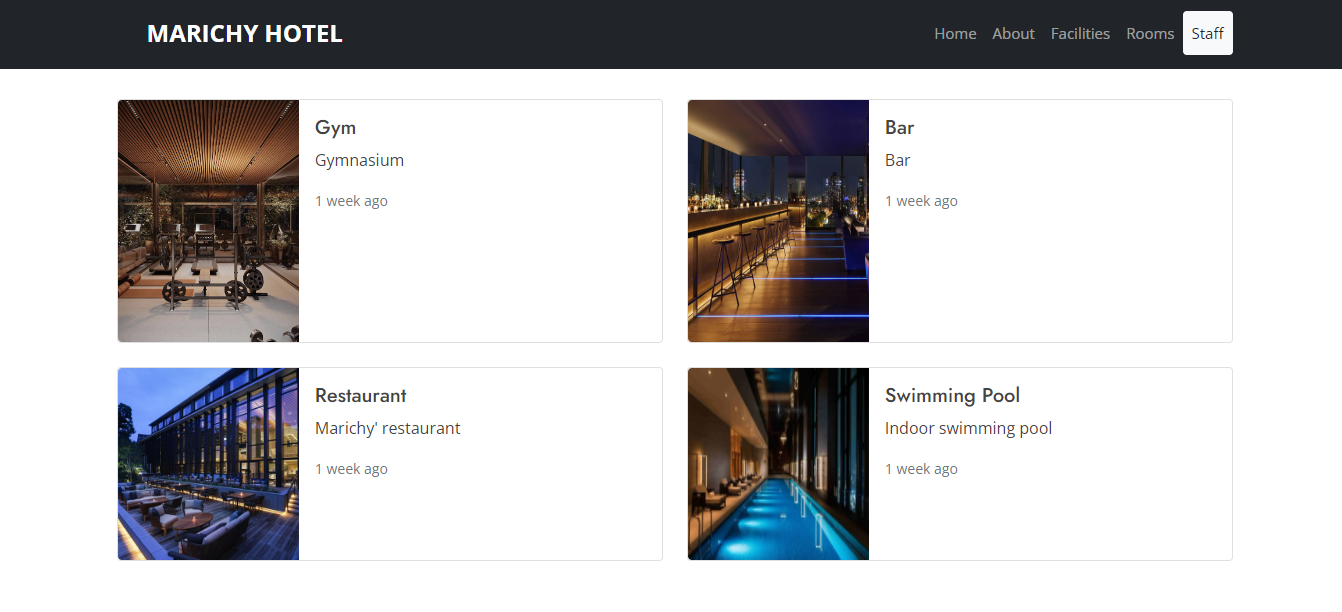 MARICHY HOTEL
Home About Facilities Rooms Staff
Gym
Gymnasium
1 week ago
Bar
Bar
1 week ago
Restaurant
Marichy' restaurant
1 week ago
Swimming Pool
Indoor swimming pool
1 week ago